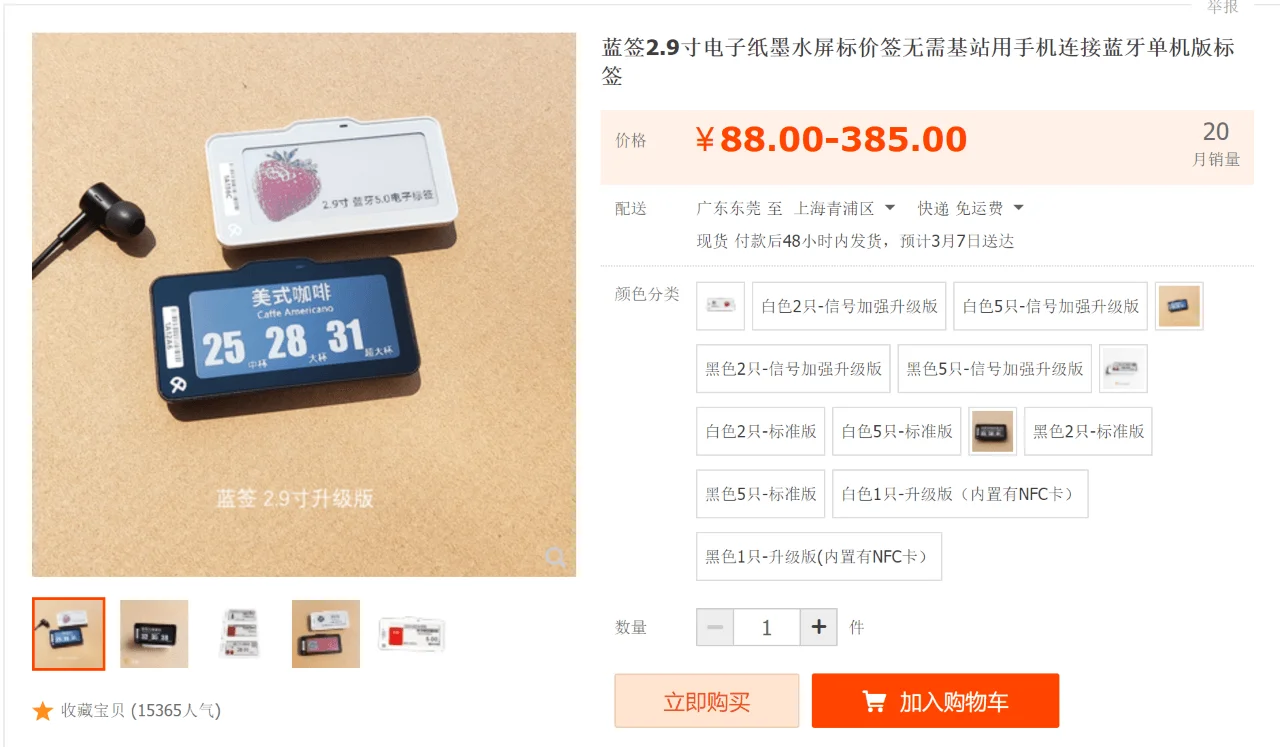 举报
蓝签2.9寸电子纸墨水屏标价签无需基站用手机连接蓝牙单机版标
签
价格
¥88.00-385.00
20
月销量
配送
广东东莞 至 上海青浦区
快递 免运费
现货 付款后48小时内发货，预计3月7日送达
颜色分类
白色2只-信号加强升级版
白色5只-信号加强升级版
黑色2只-信号加强升级版
黑色5只-信号加强升级版
白色2只-标准版
白色5只-标准版
黑色2只-标准版
黑色5只-标准版
白色1只-升级版（内置有NFC卡）
黑色1只-升级版(内置有NFC卡）
数量
1
件
立即购买
加入购物车
2.9寸 蓝牙5.0电子标签
美式咖啡
Caffe Americano
25 中杯 28 大杯 31 超大杯
蓝签 2.9寸升级版
收藏宝贝 (15365人气)